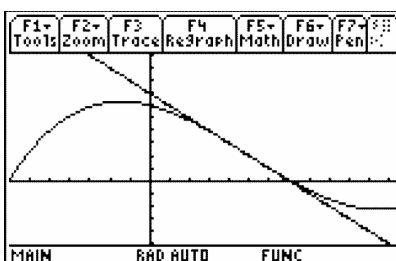 F1 F2 F3 F4 F5 F6 F7
Tools Zoom Trace ReGraph Math Draw Pen
MAIN RAD AUTO FUNC